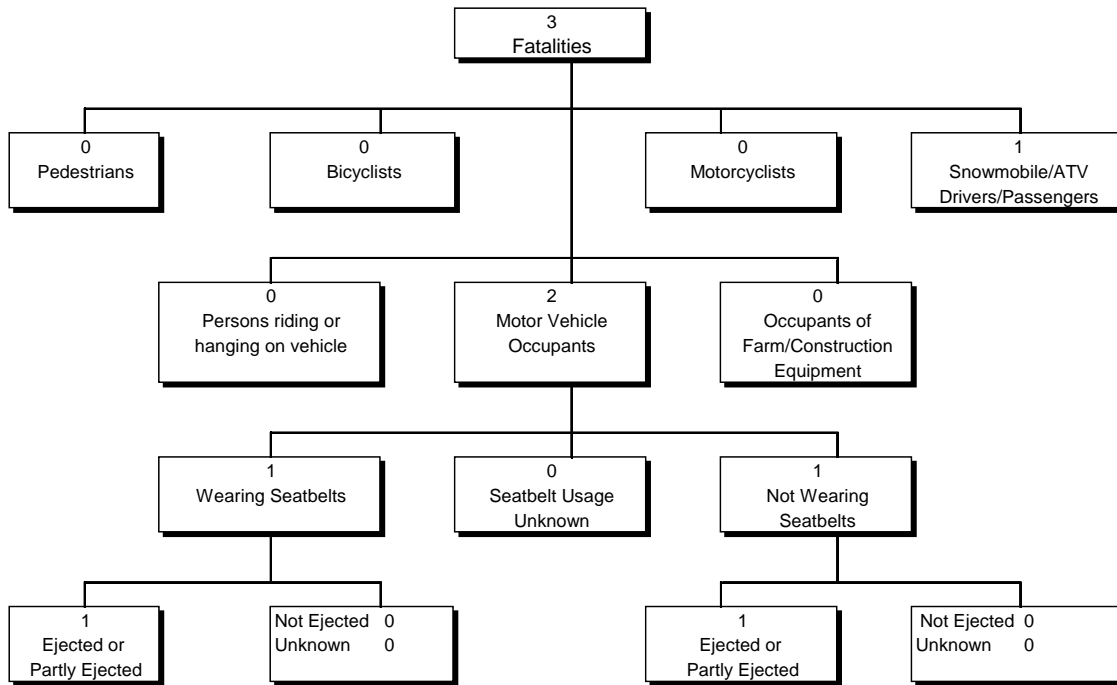 3
Fatalities
0
Pedestrians
0
Bicyclists
0
Motorcyclists
1
Snowmobile/ATV
Drivers/Passengers
0
Persons riding or
hanging on vehicle
2
Motor Vehicle
Occupants
0
Occupants of
Farm/Construction
Equipment
1
Wearing Seatbelts
0
Seatbelt Usage
Unknown
1
Not Wearing
Seatbelts
1
Ejected or
Partly Ejected
Not Ejected 0
Unknown 0
1
Ejected or
Partly Ejected
Not Ejected 0
Unknown 0